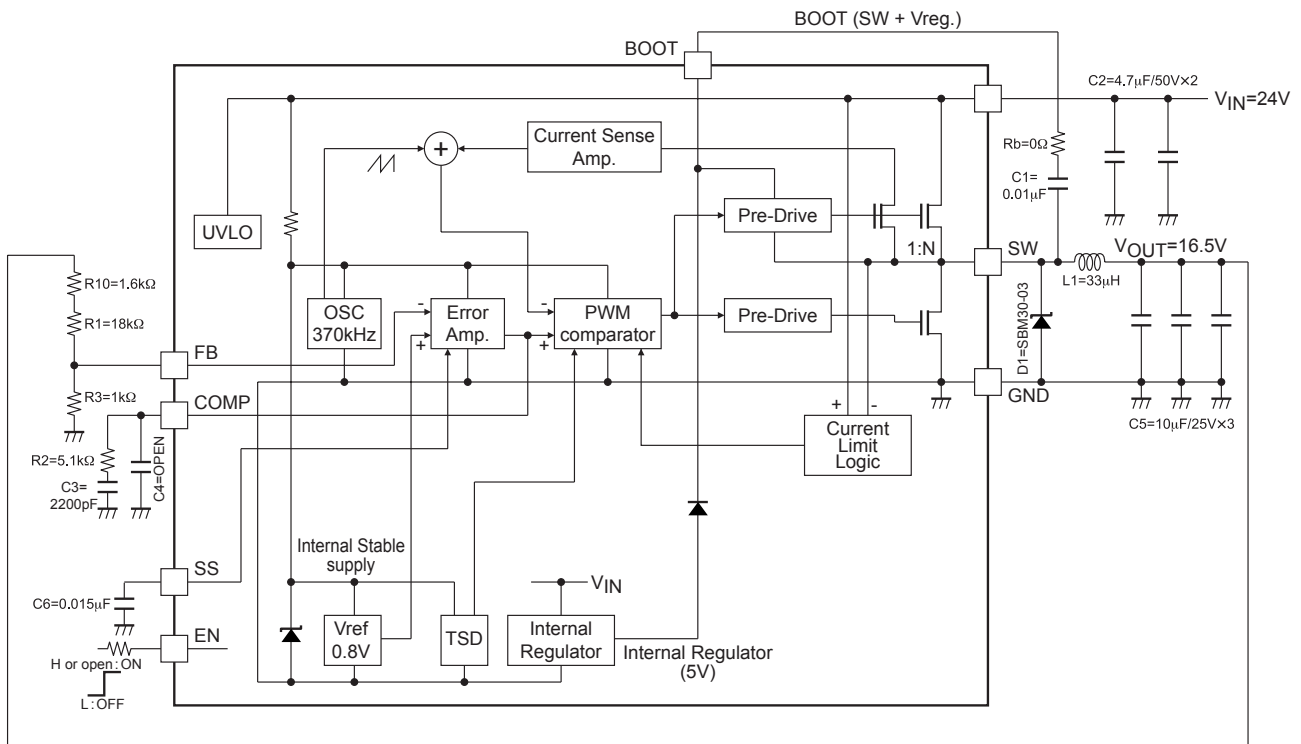 BOOT (SW + Vreg.)
BOOT
C2=4.7μF/50V×2
VIN=24V
Current Sense
Amp.
+
Rb=0Ω
C1=
0.01μF
UVLO
Pre-Drive
1:N
SW
VOUT=16.5V
L1=33μH
R10=1.6kΩ
R1=18kΩ
OSC
370kHz
-
Error
Amp.
+
-
PWM
comparator
+
Pre-Drive
D1=SBM30-03
FB
R3=1kΩ
COMP
GND
C5=10μF/25V×3
+
-
Current
Limit
Logic
R2=5.1kΩ
C3=
2200pF
C4=OPEN
Internal Stable
supply
SS
C6=0.015μF
VIN
EN
H or open:ON
L:OFF
Vref
0.8V
TSD
Internal
Regulator
Internal Regulator
(5V)